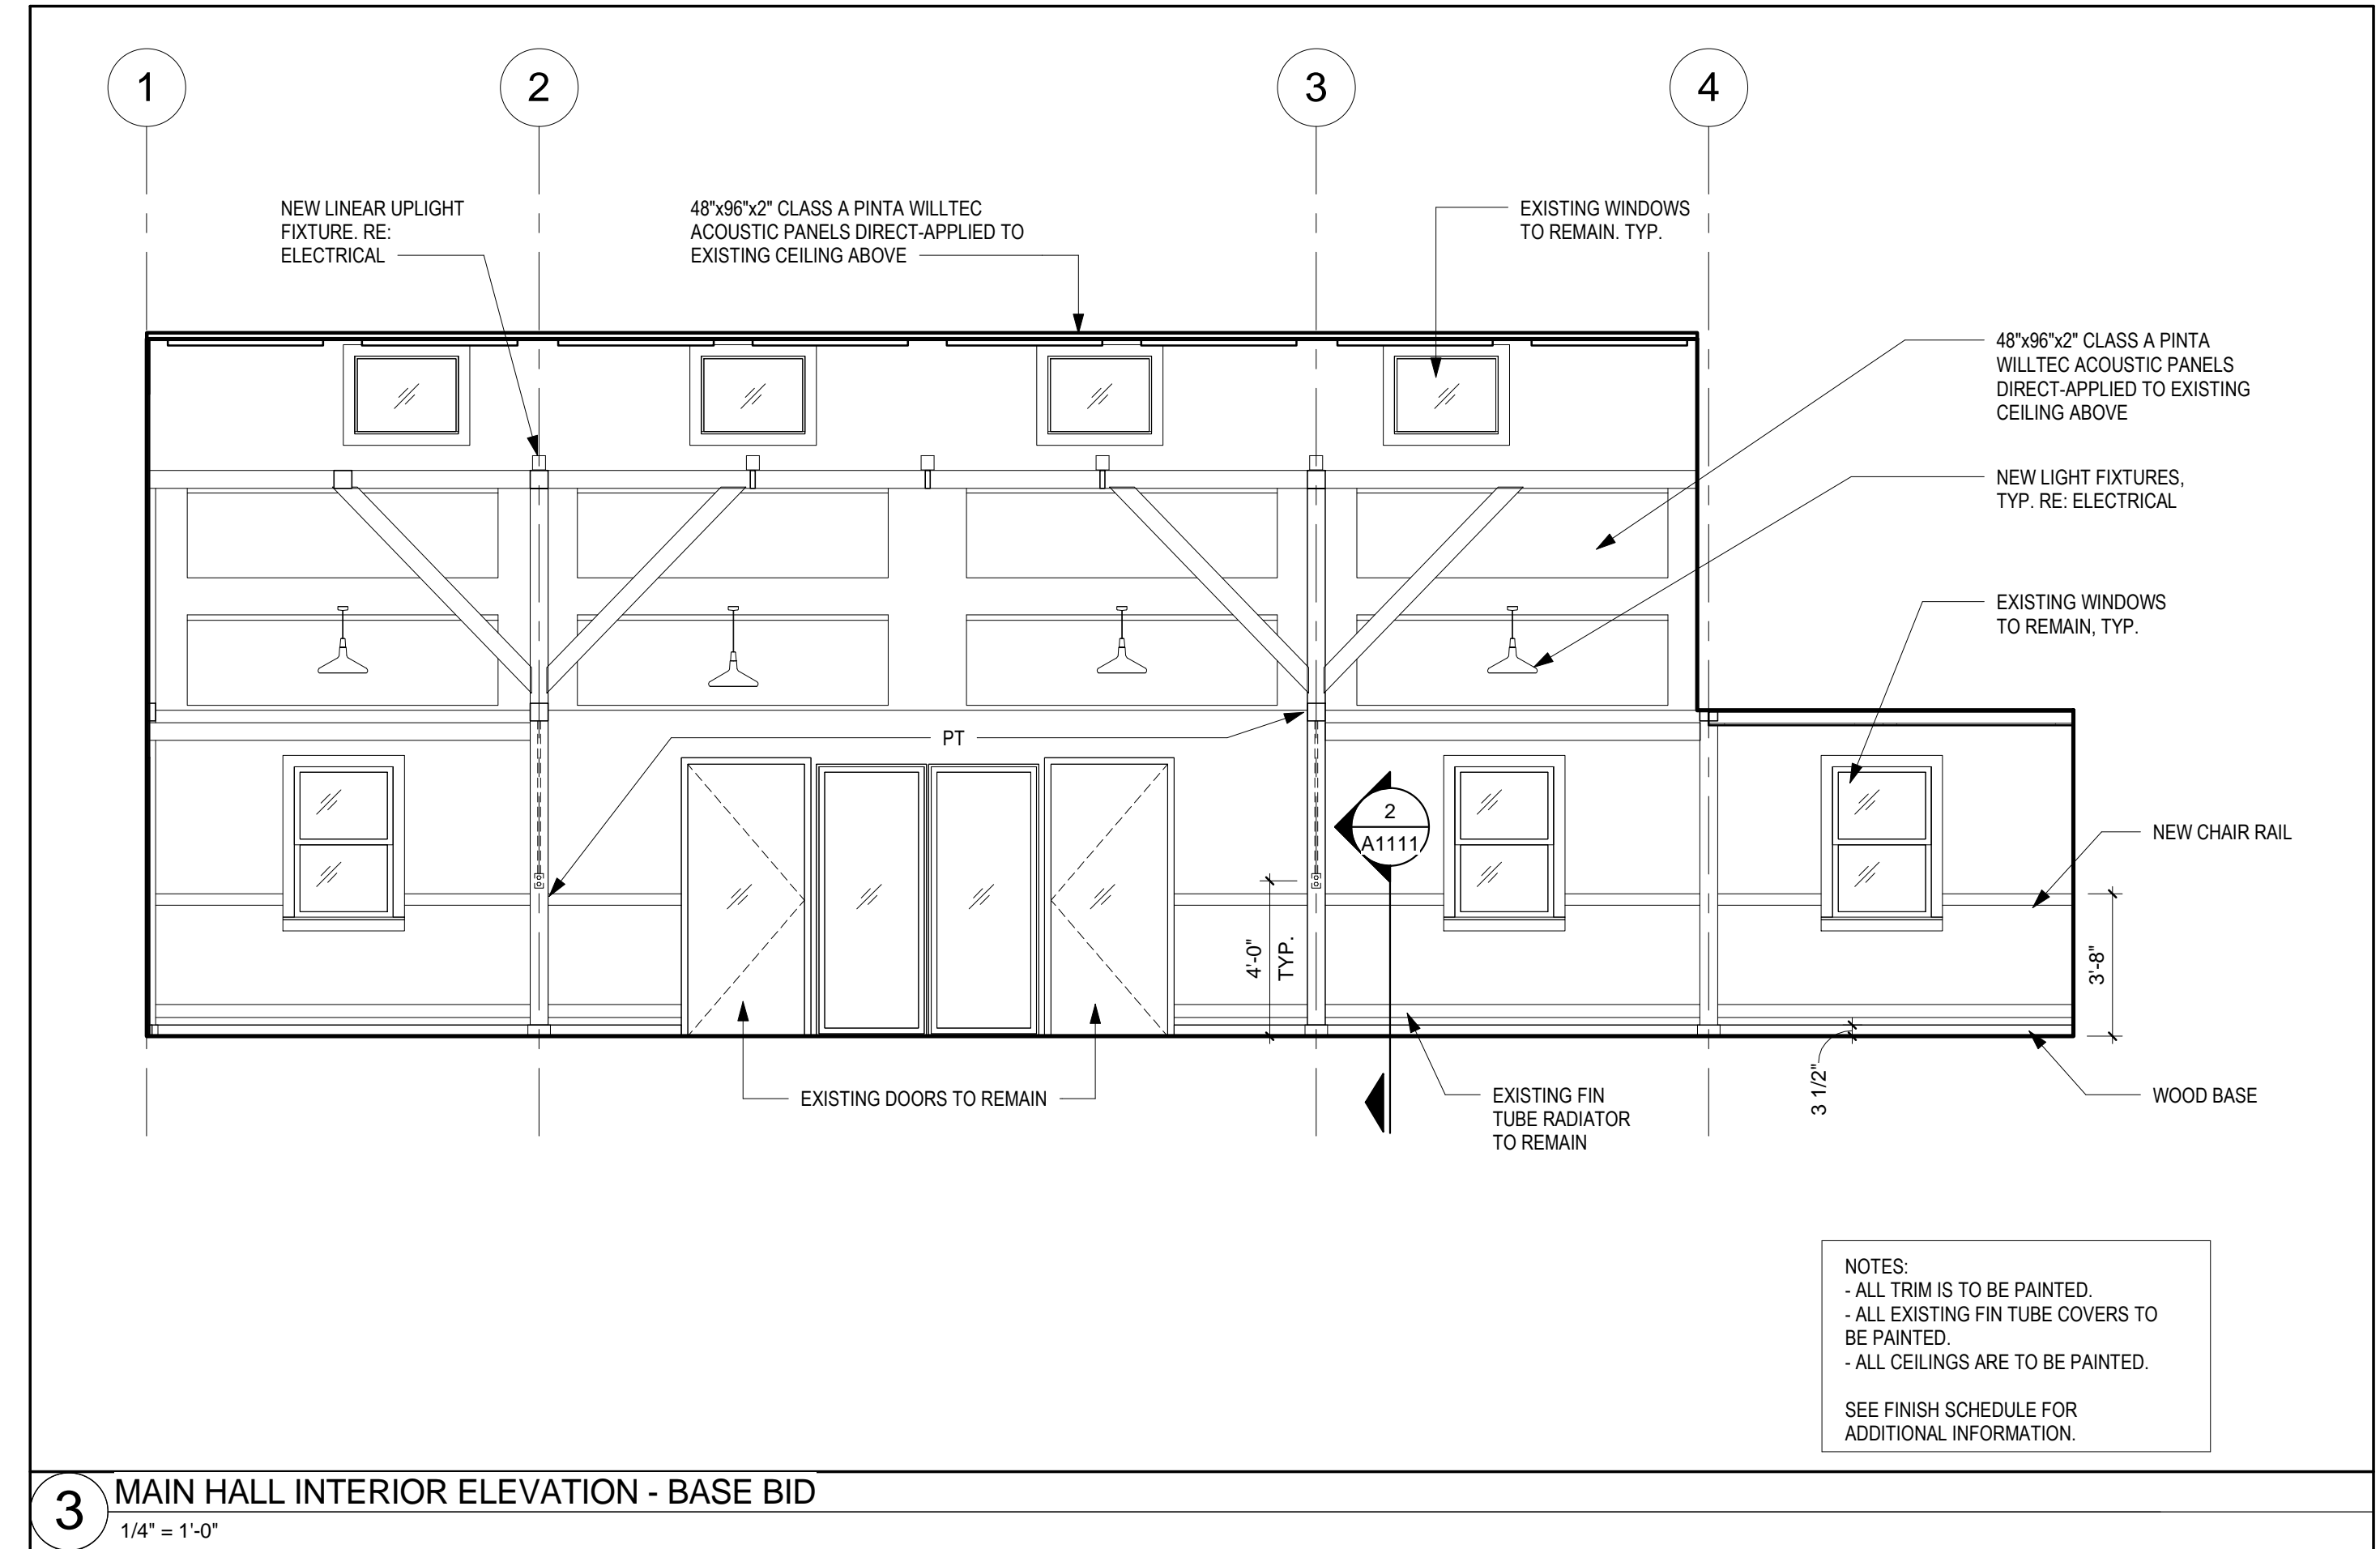 1
2
3
4
NEW LINEAR UPLIGHT
FIXTURE. RE:
ELECTRICAL
48"x96"x2" CLASS A PINTA WILLTEC
ACOUSTIC PANELS DIRECT-APPLIED TO
EXISTING CEILING ABOVE
EXISTING WINDOWS
TO REMAIN. TYP.
48"x96"x2" CLASS A PINTA
WILLTEC ACOUSTIC PANELS
DIRECT-APPLIED TO EXISTING
CEILING ABOVE
NEW LIGHT FIXTURES,
TYP. RE: ELECTRICAL
EXISTING WINDOWS
TO REMAIN, TYP.
PT
2
A1111
NEW CHAIR RAIL
4'-0"
TYP.
3'-8"
3 1/2"
EXISTING DOORS TO REMAIN
EXISTING FIN
TUBE RADIATOR
TO REMAIN
WOOD BASE
NOTES:
- ALL TRIM IS TO BE PAINTED.
- ALL EXISTING FIN TUBE COVERS TO
BE PAINTED.
- ALL CEILINGS ARE TO BE PAINTED.
SEE FINISH SCHEDULE FOR
ADDITIONAL INFORMATION.
3
MAIN HALL INTERIOR ELEVATION - BASE BID
1/4" = 1'-0"